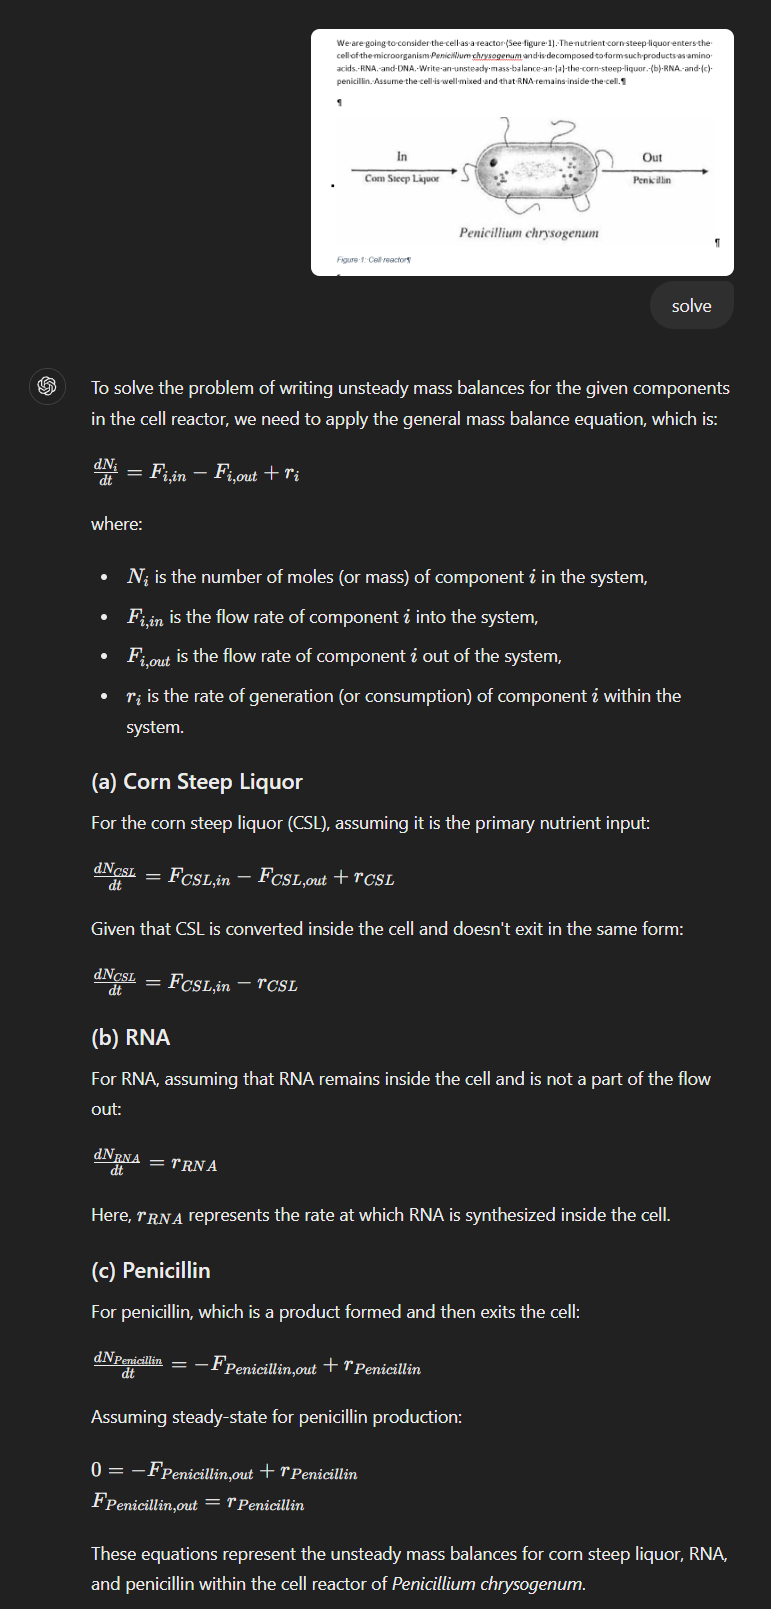 We·are·going·to·consider·the·cell·as·a·reactor·(See·figure·1).·The·nutrient·corn·steep·liquor·enters·the·
cell·of·the·microorganism·Penicillium·chrysogenum·and·is·decomposed·to·form·such·products·as·amino·
acids,·RNA,·and·DNA.·Write·an·unsteady·mass·balance·an·(a)·the·corn·steep·liquor,·(b)·RNA,·and·(c)·
penicillin.·Assume·the·cell·is·well·mixed·and·that·RNA·remains·inside·the·cell.¶
¶
In
Corn Steep Liquor
Out
Penicillin
Penicillium chrysogenum
¶
Figure·1:·Cell·reactor¶
solve
To solve the problem of writing unsteady mass balances for the given components
in the cell reactor, we need to apply the general mass balance equation, which is:
dN_i/dt = F_{i,in} − F_{i,out} + r_i
where:
• N_i is the number of moles (or mass) of component i in the system,
• F_{i,in} is the flow rate of component i into the system,
• F_{i,out} is the flow rate of component i out of the system,
• r_i is the rate of generation (or consumption) of component i within the
system.
(a) Corn Steep Liquor
For the corn steep liquor (CSL), assuming it is the primary nutrient input:
dN_{CSL}/dt = F_{CSL,in} − F_{CSL,out} + r_{CSL}
Given that CSL is converted inside the cell and doesn't exit in the same form:
dN_{CSL}/dt = F_{CSL,in} − r_{CSL}
(b) RNA
For RNA, assuming that RNA remains inside the cell and is not a part of the flow
out:
dN_{RNA}/dt = r_{RNA}
Here, r_{RNA} represents the rate at which RNA is synthesized inside the cell.
(c) Penicillin
For penicillin, which is a product formed and then exits the cell:
dN_{Penicillin}/dt = −F_{Penicillin,out} + r_{Penicillin}
Assuming steady-state for penicillin production:
0 = −F_{Penicillin,out} + r_{Penicillin}
F_{Penicillin,out} = r_{Penicillin}
These equations represent the unsteady mass balances for corn steep liquor, RNA,
and penicillin within the cell reactor of Penicillium chrysogenum.